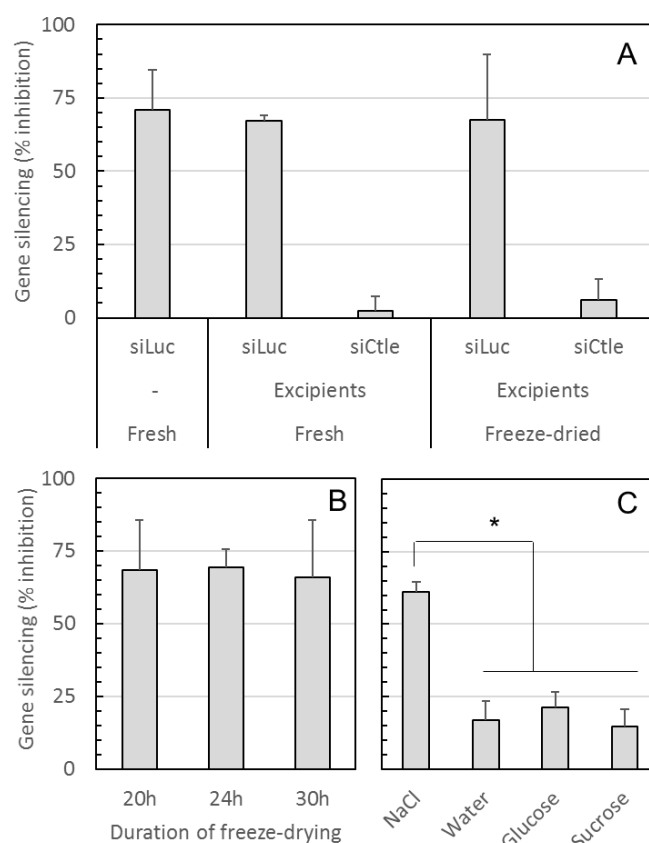 100
A
75
50
25
0
Gene silencing (% inhibition)
siLuc siLuc siCtle siLuc siCtle
- Excipients Excipients
Fresh Fresh Freeze-dried
100
B C
75
*
50
25
0
Gene silencing (% inhibition)
20h 24h 30h
Duration of freeze-drying
NaCl Water Glucose Sucrose